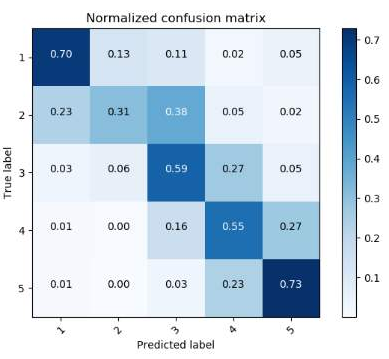 Normalized confusion matrix
1 0.70 0.13 0.11 0.02 0.05
2 0.23 0.31 0.38 0.05 0.02
3 0.03 0.06 0.59 0.27 0.05
4 0.01 0.00 0.16 0.55 0.27
5 0.01 0.00 0.03 0.23 0.73
True label
1 2 3 4 5
Predicted label
0.7
0.6
0.5
0.4
0.3
0.2
0.1